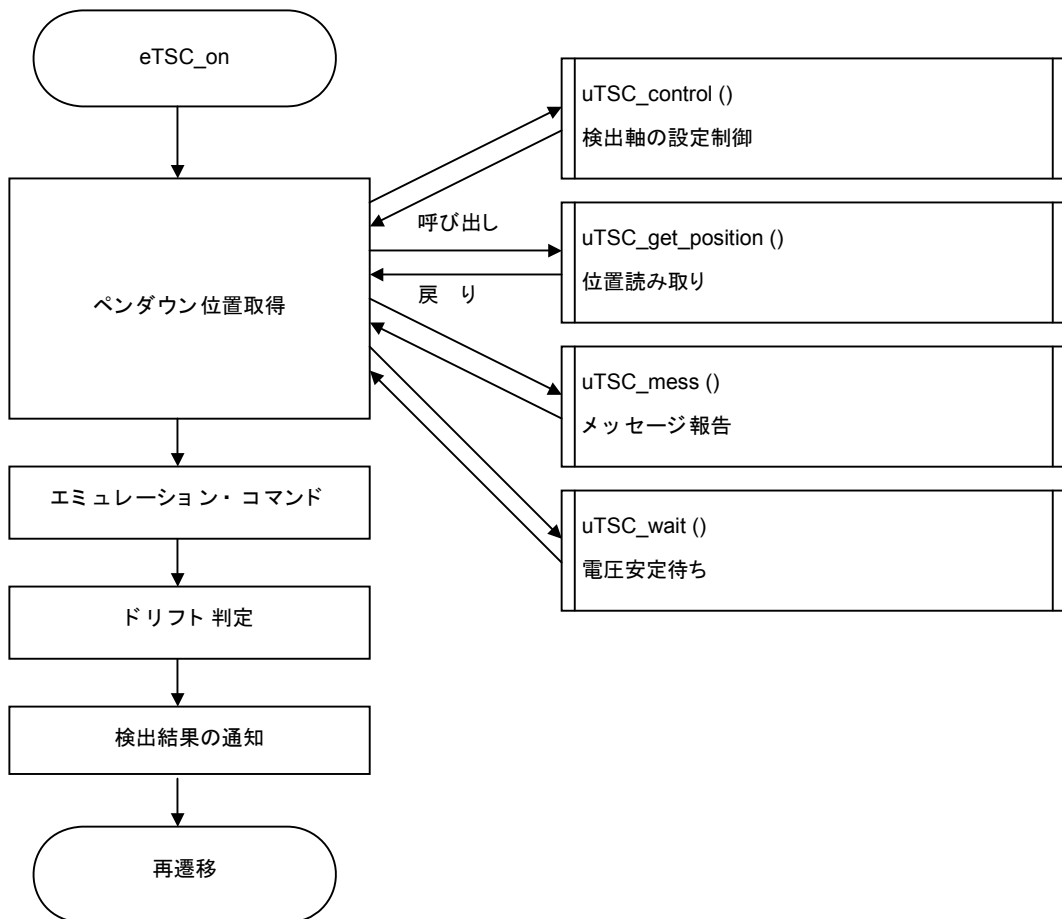 eTSC_on
uTSC_control ()
検出軸の設定制御
呼び出し
uTSC_get_position ()
位置読み取り
戻 り
ペンダウン位置取得
uTSC_mess ()
メッセージ報告
エミュレーション・コマンド
uTSC_wait ()
電圧安定待ち
ドリフト判定
検出結果の通知
再遷移